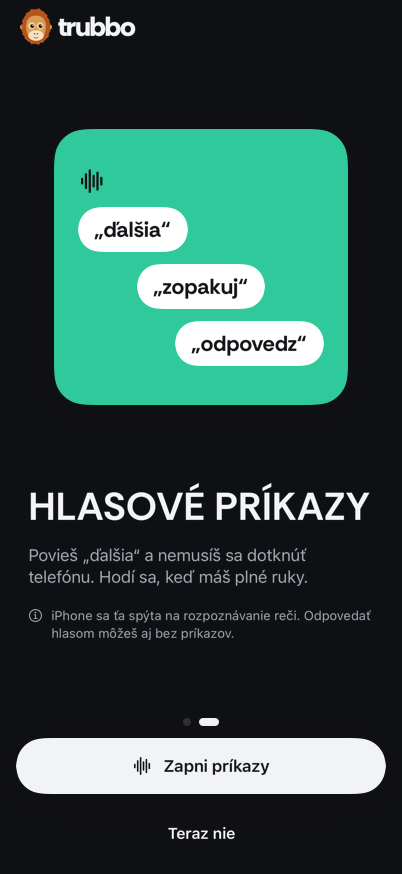 trubbo
„ďalšia“
„zopakuj“
„odpovedz“
HLASOVÉ PRÍKAZY
Povieš „ďalšia“ a nemusíš sa dotknúť
telefónu. Hodí sa, keď máš plné ruky.
iPhone sa ťa spýta na rozpoznávanie reči. Odpovedať
hlasom môžeš aj bez príkazov.
Zapni príkazy
Teraz nie